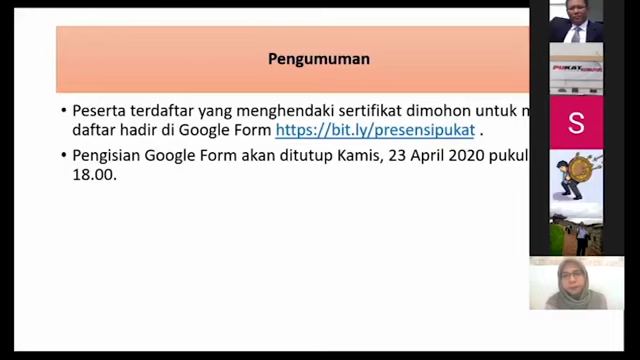 Pengumuman
• Peserta terdaftar yang menghendaki sertifikat dimohon untuk
daftar hadir di Google Form https://bit.ly/presensipukat .
• Pengisian Google Form akan ditutup Kamis, 23 April 2020 pukul
18.00.
PUKAT
S